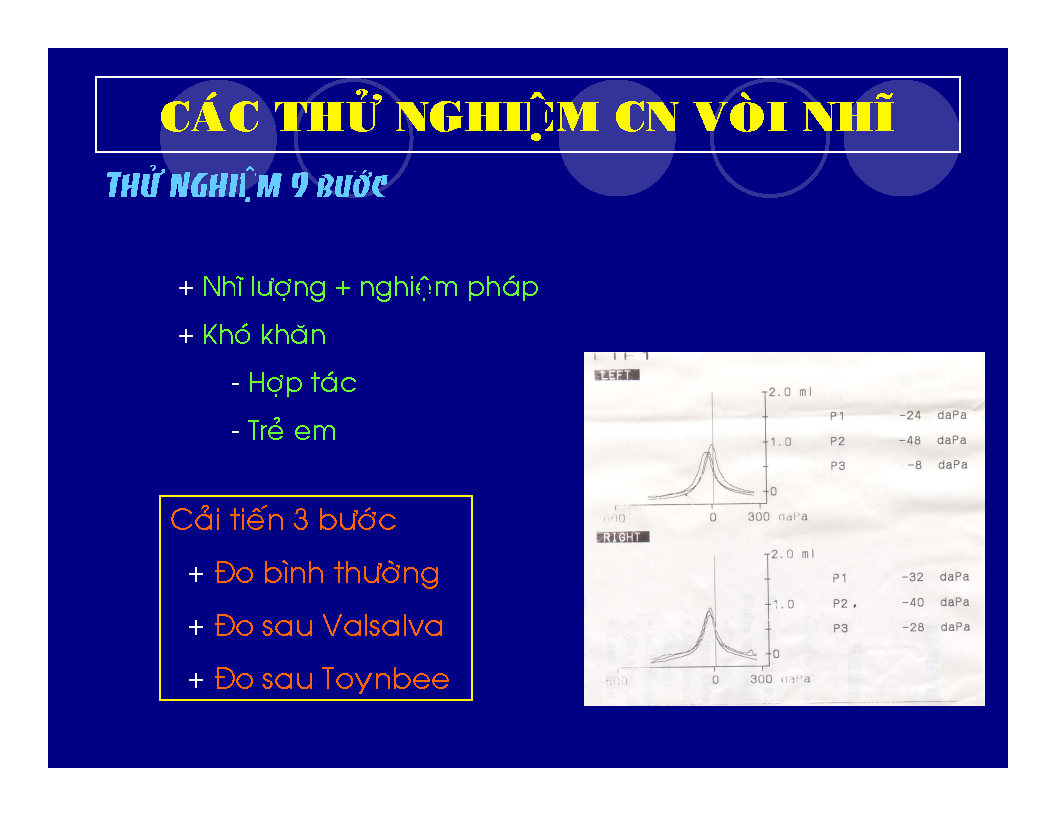 CÁC THỬ NGHIỆM CN VÒI NHĨ
THỬ NGHIỆM 9 BƯỚC
+ Nhĩ lượng + nghiệm pháp
+ Khó khăn
- Hợp tác
- Trẻ em
Cải tiến 3 bước
+ Đo bình thường
+ Đo sau Valsalva
+ Đo sau Toynbee
LEFT
2.0 ml
P1 -24 daPa
1.0 P2 -48 daPa
P3 -8 daPa
0
600 0 300 daPa
RIGHT
2.0 ml
P1 -32 daPa
1.0 P2 -40 daPa
P3 -28 daPa
0
600 0 300 daPa